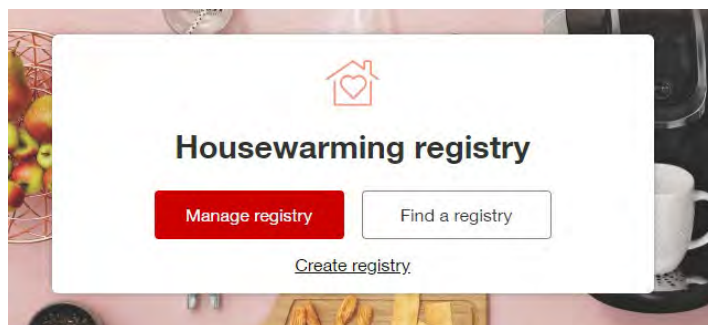 Housewarming registry
Manage registry
Find a registry
Create registry